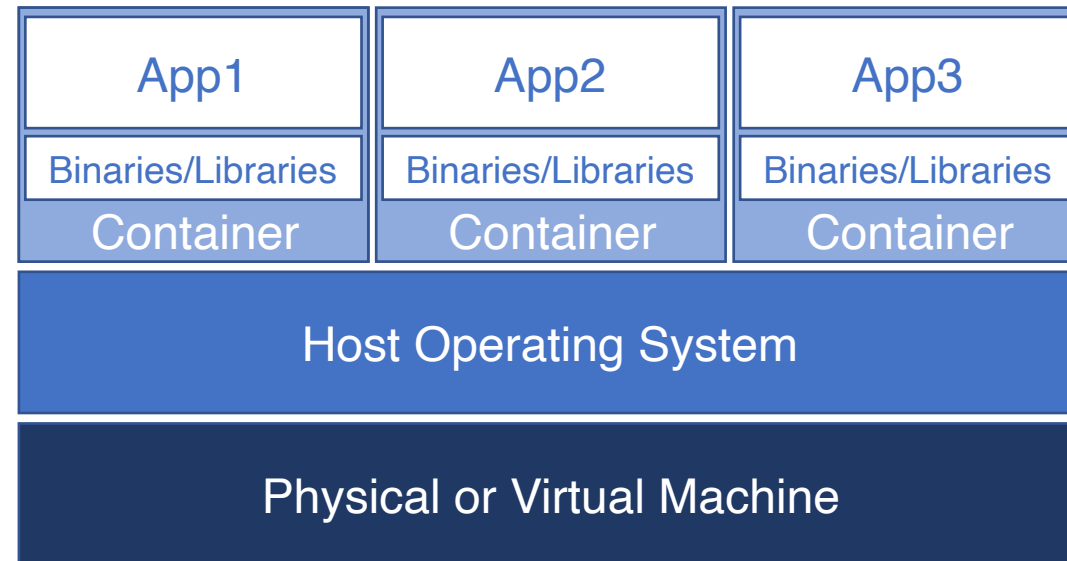 App1
App2
App3
Binaries/Libraries
Binaries/Libraries
Binaries/Libraries
Container
Container
Container
Host Operating System
Physical or Virtual Machine